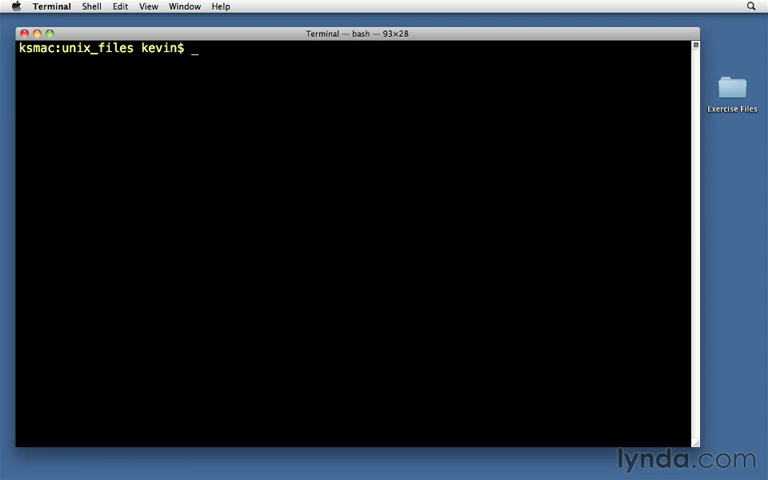 Terminal Shell Edit View Window Help
Terminal — bash — 93×28
ksmac:unix_files kevin$ _
Exercise Files
lynda.com